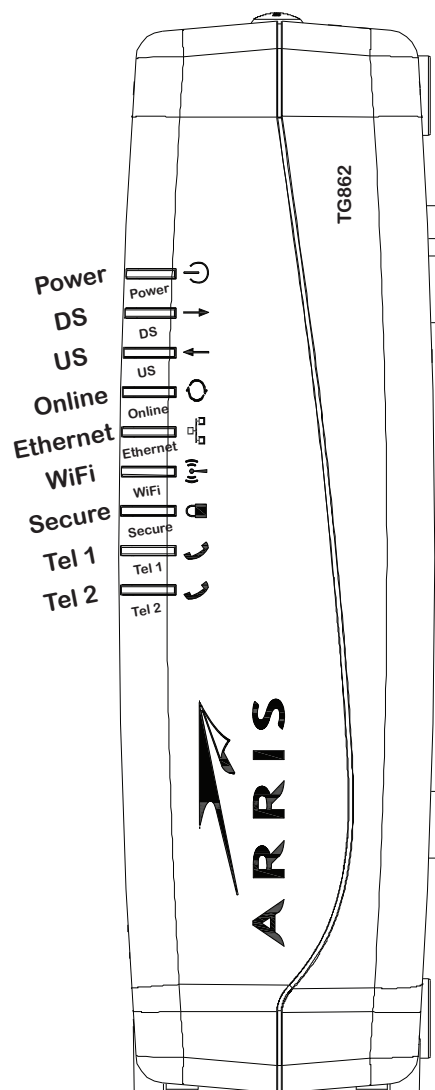 TG862
Power
Power
DS
DS
US
US
Online
Online
Ethernet
Ethernet
WiFi
WiFi
Secure
Secure
Tel 1
Tel 1
Tel 2
Tel 2
ARRIS